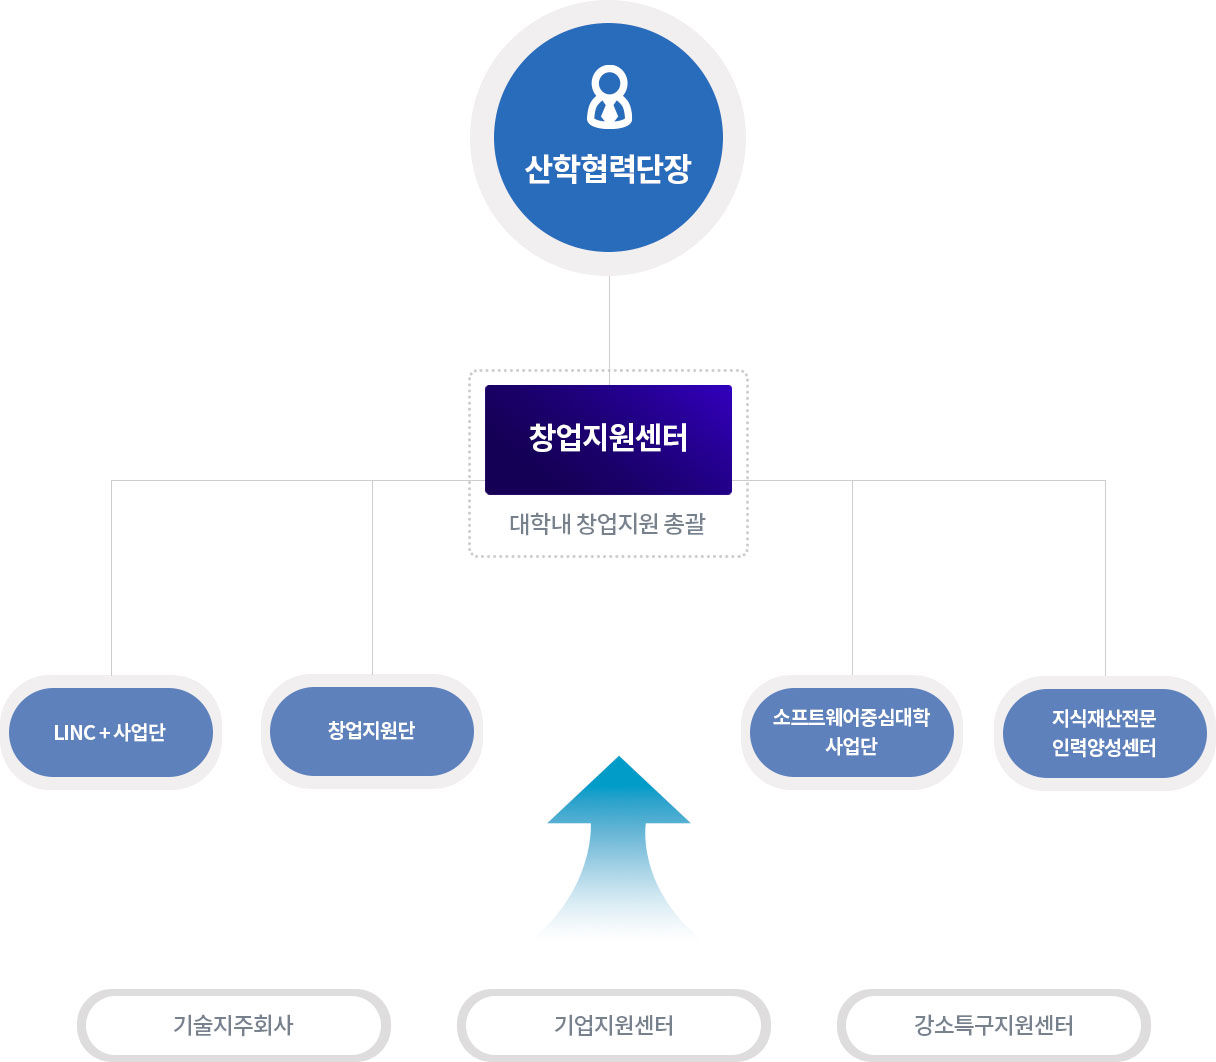 산학협력단장
창업지원센터
대학내 창업지원 총괄
LINC + 사업단
창업지원단
소프트웨어중심대학
사업단
지식재산전문
인력양성센터
기술지주회사
기업지원센터
강소특구지원센터